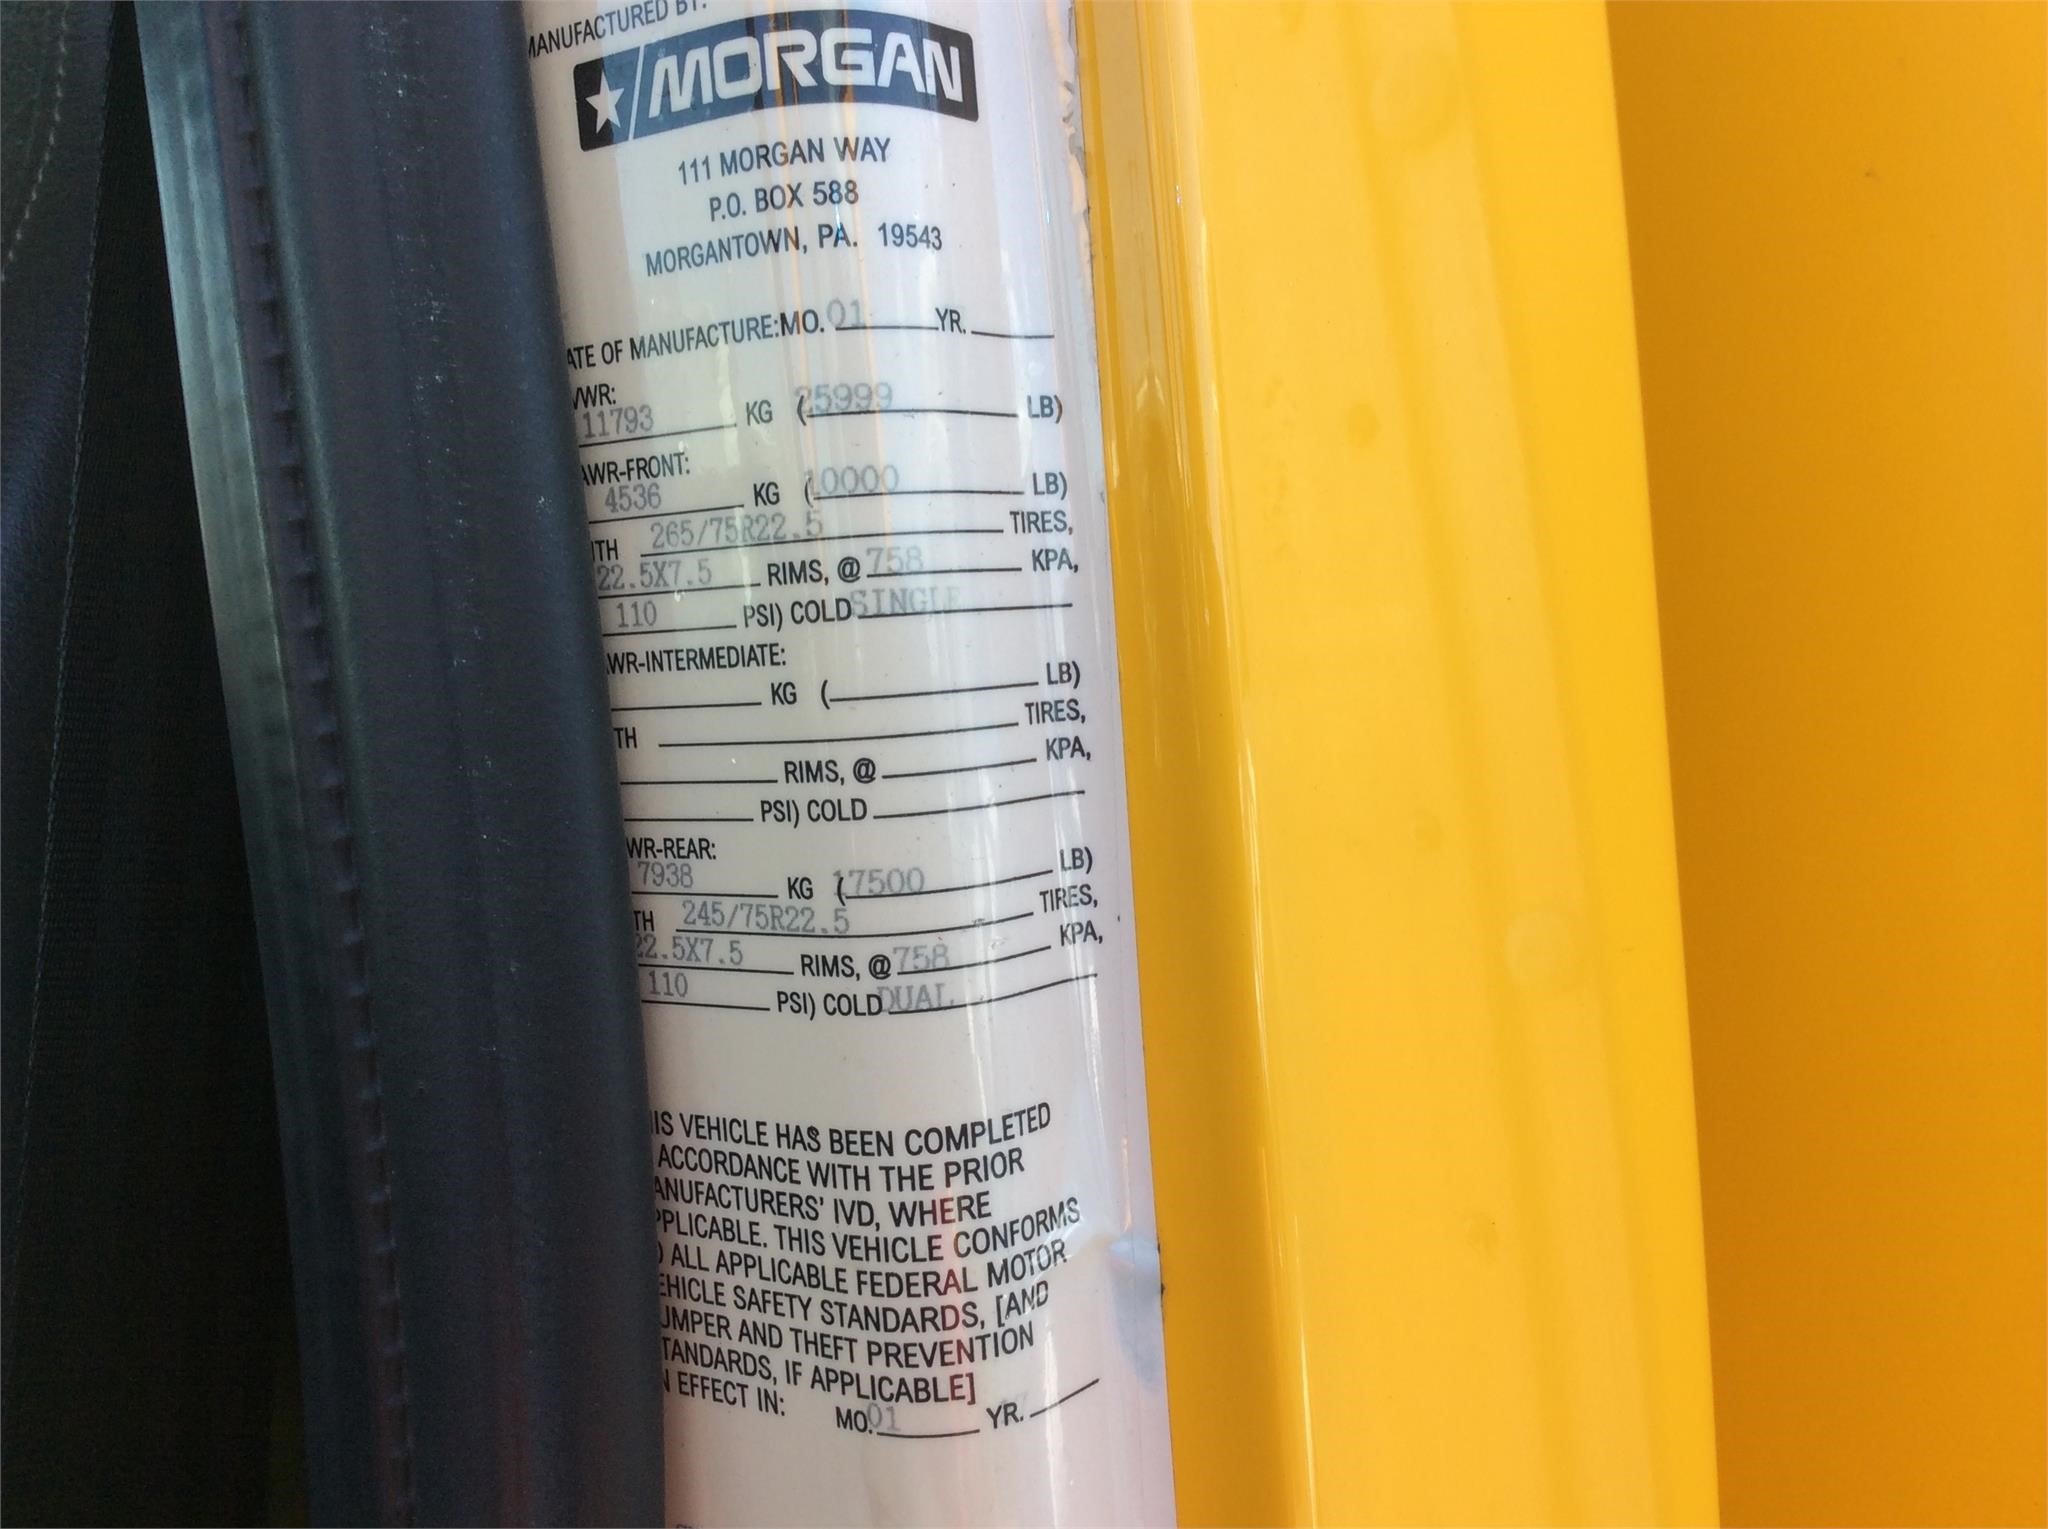 MANUFACTURED BY:
MORGAN
111 MORGAN WAY
P.O. BOX 588
MORGANTOWN, PA. 19543
ATE OF MANUFACTURE:MO. 01 YR.
VWR:
11793 KG (25999 LB)
AWR-FRONT:
4536 KG (10000 LB)
ITH 265/75R22.5 TIRES,
22.5X7.5 RIMS, @ 758 KPA,
110 PSI) COLD SINGLE
WR-INTERMEDIATE:
KG ( LB)
TH TIRES,
RIMS, @ KPA,
PSI) COLD
WR-REAR:
7938 KG (17500 LB)
TH 245/75R22.5 TIRES,
22.5X7.5 RIMS, @ 758 KPA,
110 PSI) COLD DUAL
IS VEHICLE HAS BEEN COMPLETED
ACCORDANCE WITH THE PRIOR
ANUFACTURERS' IVD, WHERE
PPLICABLE. THIS VEHICLE CONFORMS
ALL APPLICABLE FEDERAL MOTOR
EHICLE SAFETY STANDARDS, [AND
UMPER AND THEFT PREVENTION
TANDARDS, IF APPLICABLE]
N EFFECT IN: MO. 01 YR.